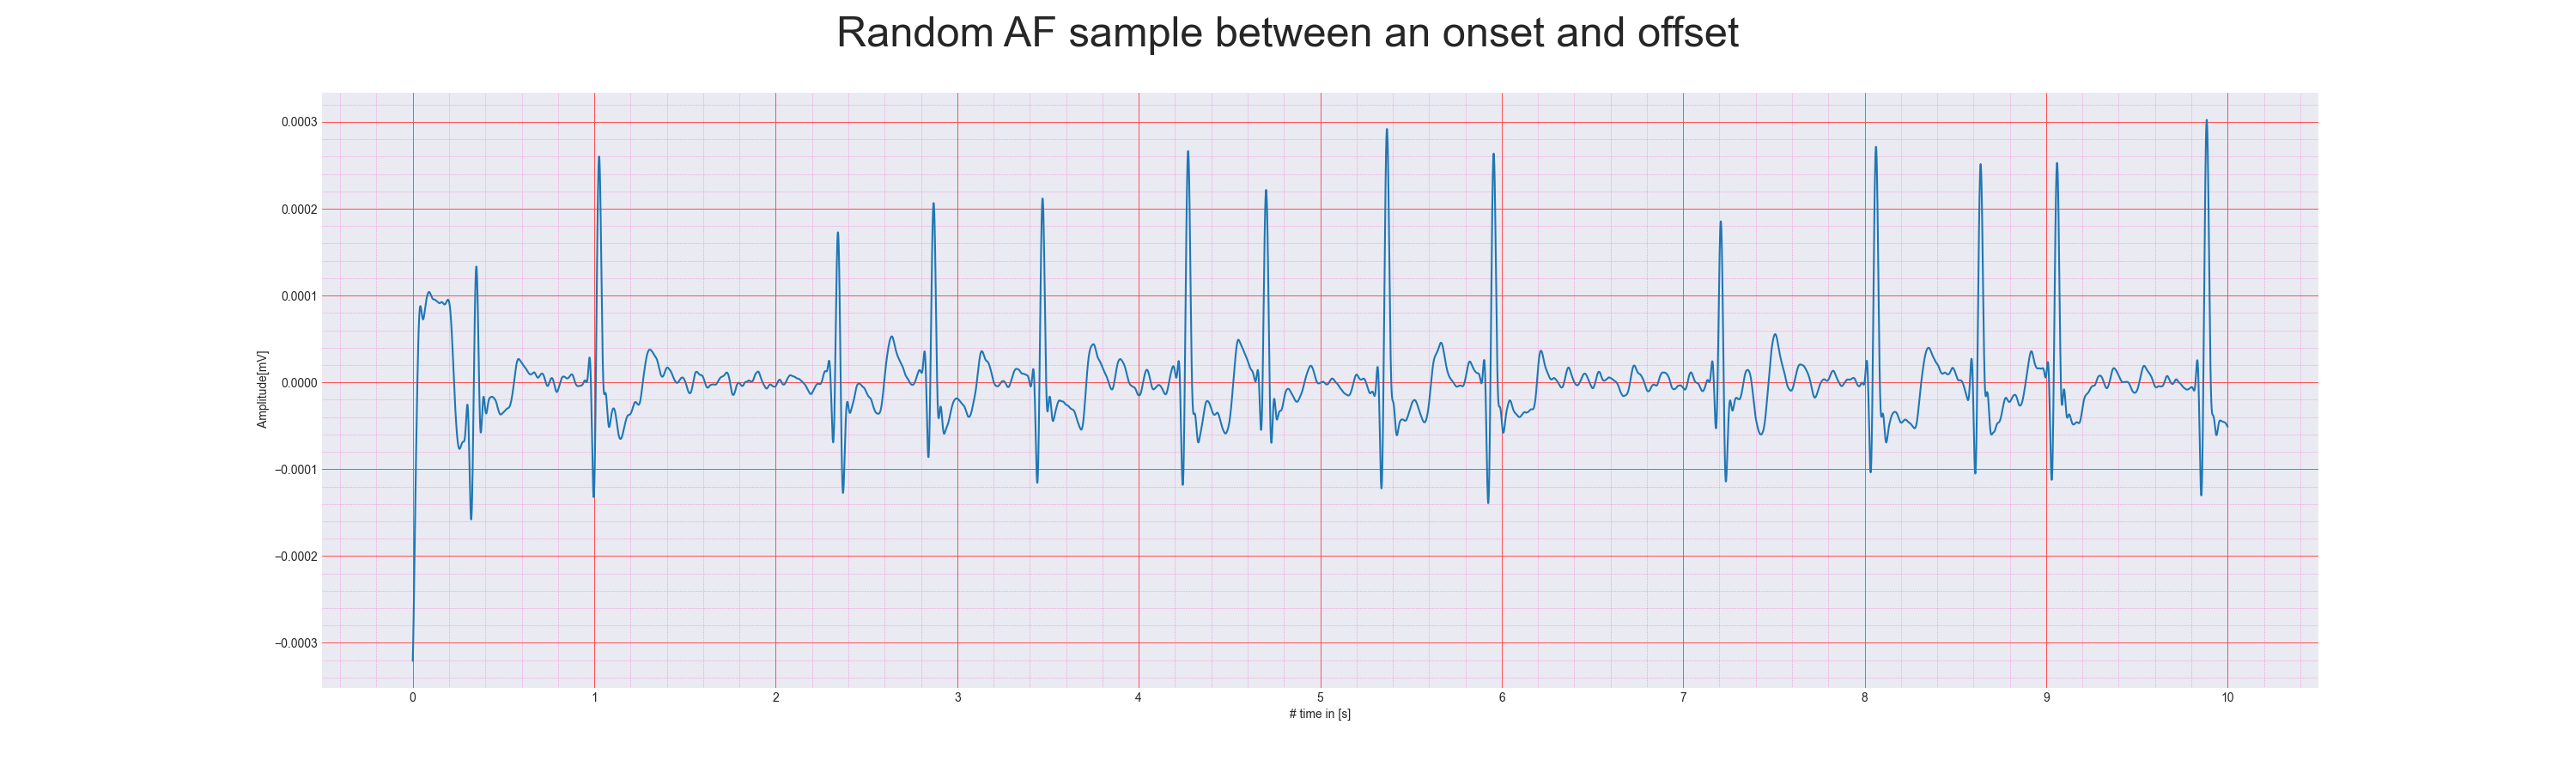 Random AF sample between an onset and offset
0.0003
0.0002
0.0001
0.0000
−0.0001
−0.0002
−0.0003
Amplitude[mV]
0 1 2 3 4 5 6 7 8 9 10
# time in [s]